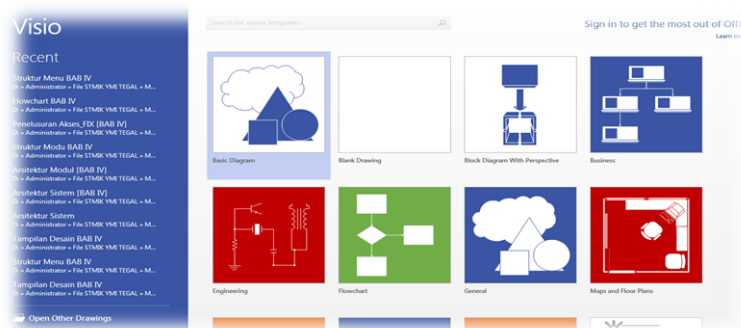 Visio
Recent
Struktur Menu BAB IV
D: » Administrator » File STMIK YMI TEGAL » M...
Flowchart BAB IV
D: » Administrator » File STMIK YMI TEGAL » M...
Penelusuran Akses_FIX [BAB IV]
D: » Administrator » File STMIK YMI TEGAL » M...
Struktur Modu BAB IV
D: » Administrator » File STMIK YMI TEGAL » M...
Arsitektur Modul [BAB IV]
D: » Administrator » File STMIK YMI TEGAL » M...
Arsitektur Sistem [BAB IV]
D: » Administrator » File STMIK YMI TEGAL » M...
Arsitektur Sistem
D: » Administrator » File STMIK YMI TEGAL » M...
Tampilan Desain BAB IV
D: » Administrator » File STMIK YMI TEGAL » M...
Struktur Menu BAB IV
D: » Administrator » File STMIK YMI TEGAL » M...
Tampilan Desain BAB IV
D: » Administrator » File STMIK YMI TEGAL » M...
Open Other Drawings
Search for online templates
Sign in to get the most out of Offi
Learn m
Basic Diagram
Blank Drawing
Block Diagram With Perspective
Business
Engineering
Flowchart
General
Maps and Floor Plans